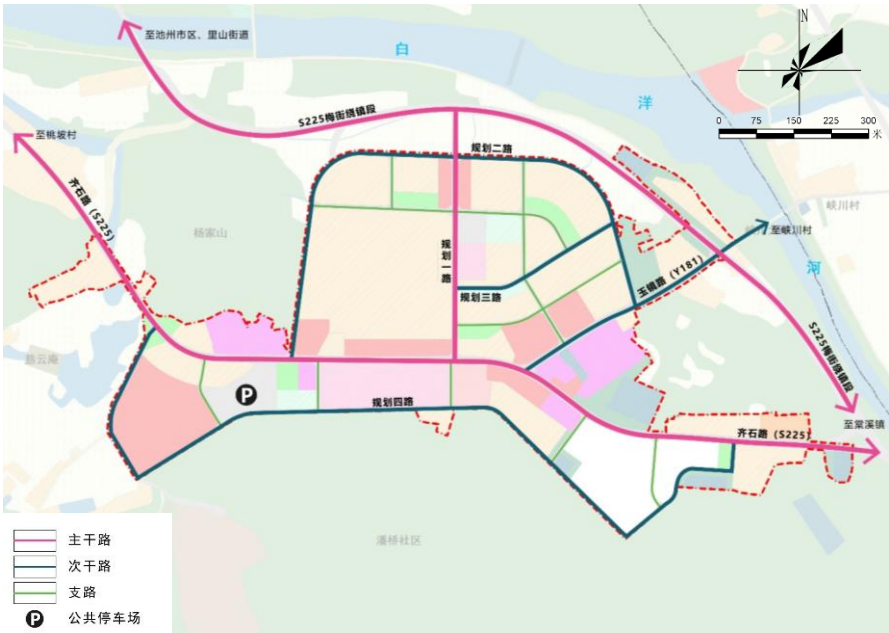 至池州市区、里山街道
白
洋
河
N
0 75 150 225 300
米
S225梅街绕镇段
至桃坡村
规划二路
齐石路（S225）
杨家山
规划一路
峡川村
至峡川村
玉镜路（Y181）
规划三路
慈云庵
S225梅街绕镇段
P
规划四路
至棠溪镇
齐石路（S225）
潘桥社区
主干路
次干路
支路
P 公共停车场